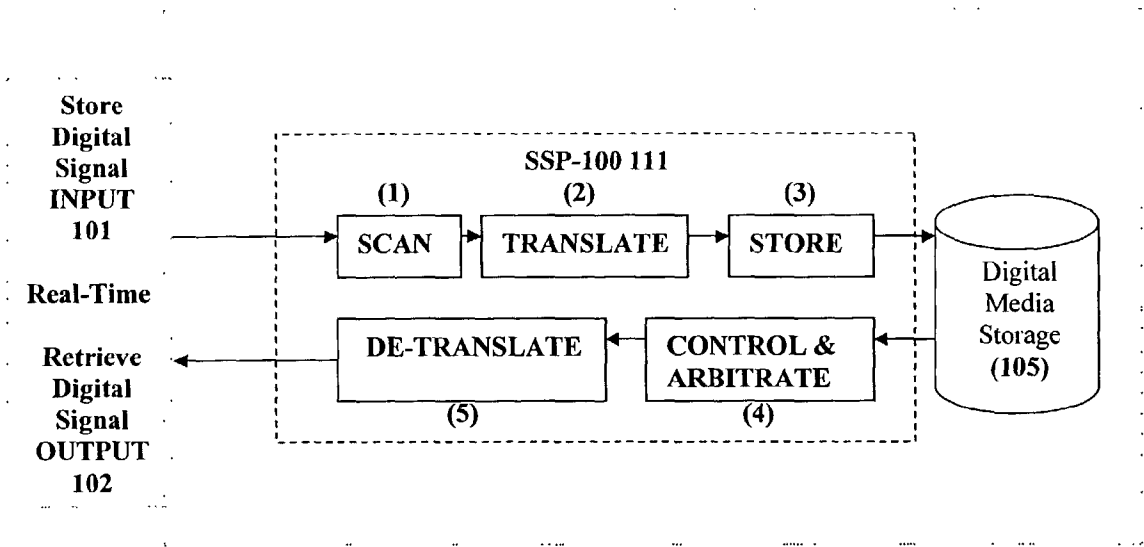 Store
Digital
Signal
INPUT
101
Real-Time
Retrieve
Digital
Signal
OUTPUT
102
SSP-100 111
(1)
(2)
(3)
SCAN
TRANSLATE
STORE
DE-TRANSLATE
CONTROL &
ARBITRATE
(5)
(4)
Digital
Media
Storage
(105)